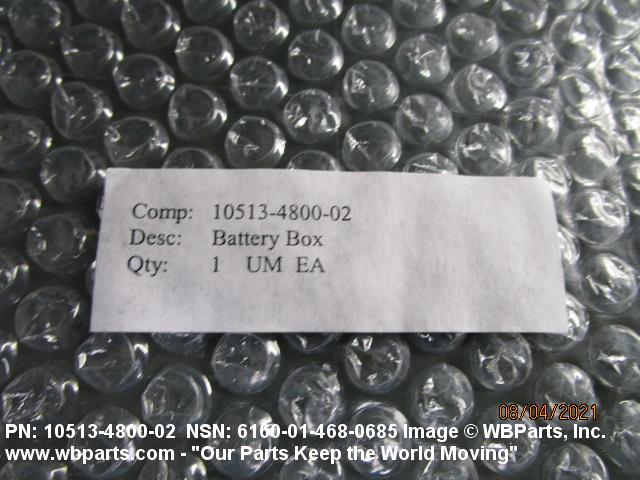 Comp: 10513-4800-02
Desc: Battery Box
Qty: 1 UM EA
08/04/2021
PN: 10513-4800-02 NSN: 6160-01-468-0685 Image © WBParts, Inc.
www.wbparts.com - "Our Parts Keep the World Moving"